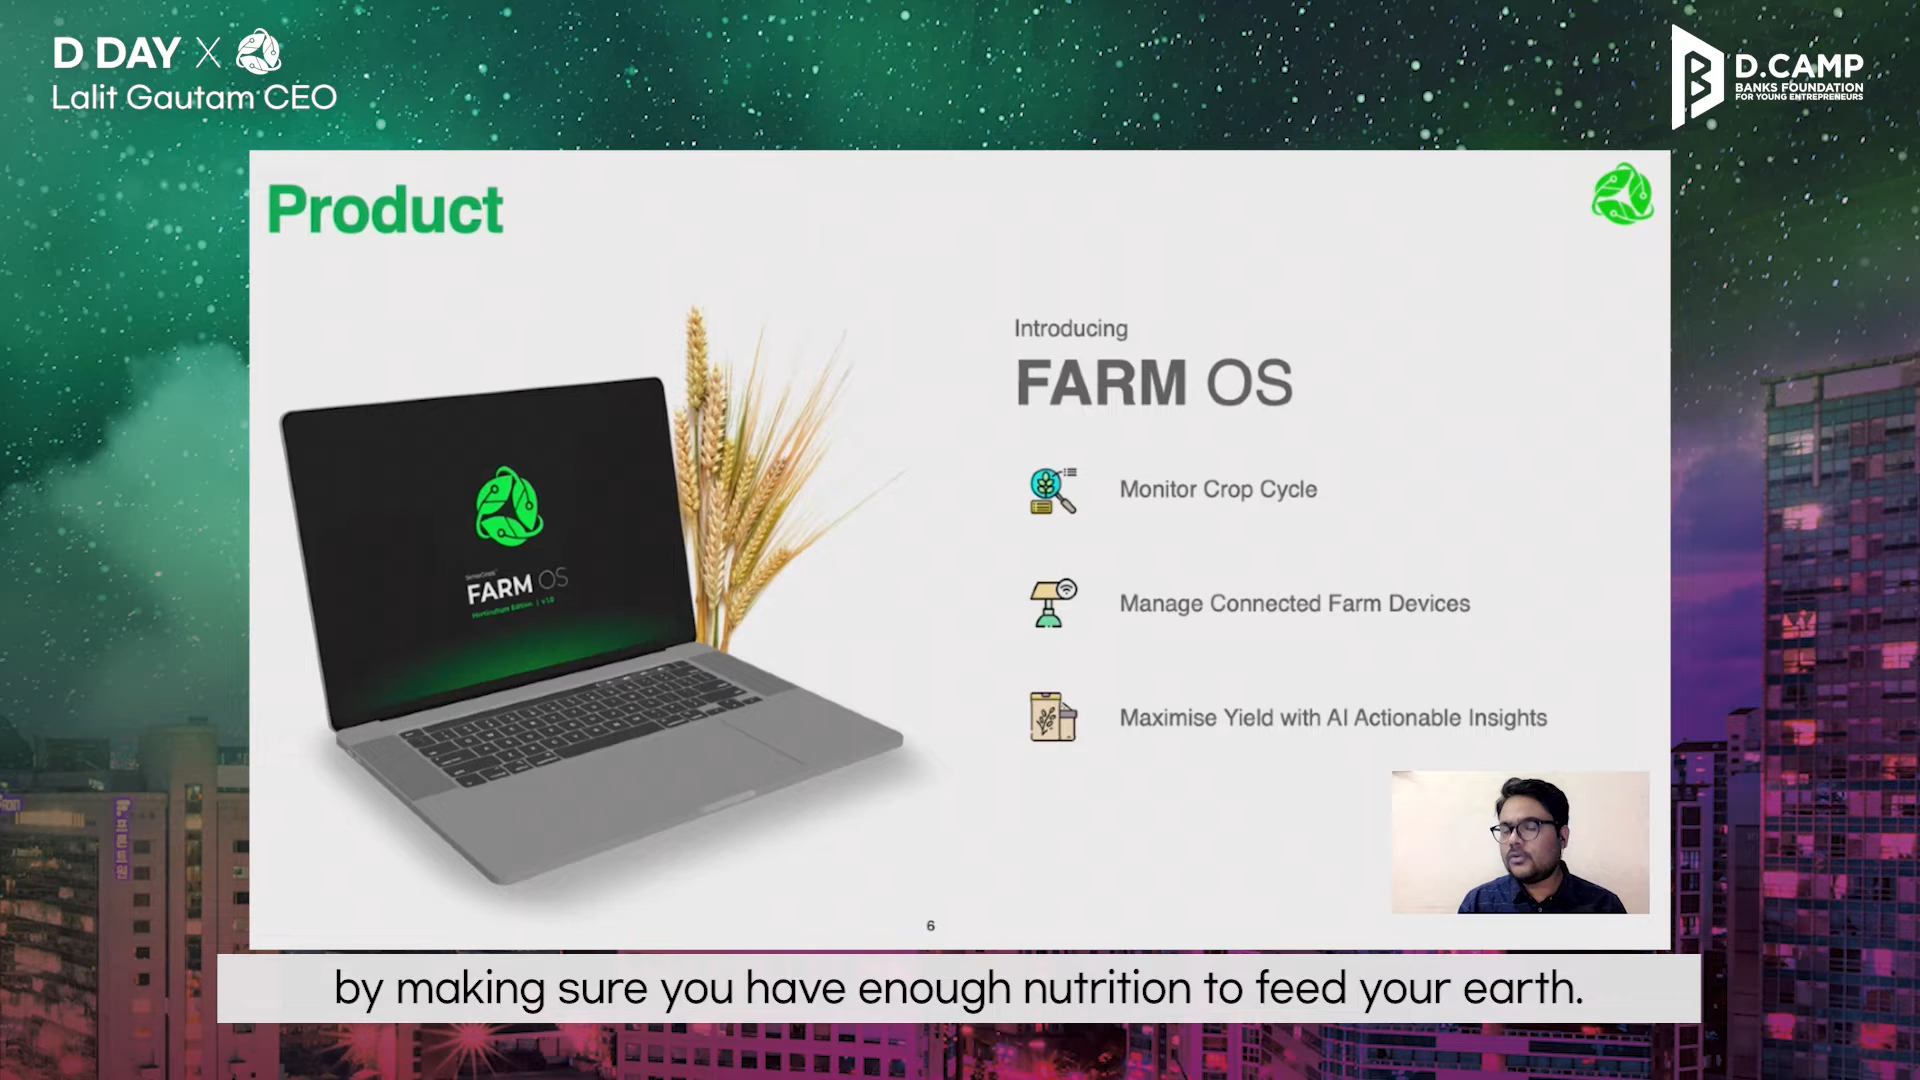 D DAY X
Lalit Gautam CEO
D.CAMP
BANKS FOUNDATION
FOR YOUNG ENTREPRENEURS
Product
Introducing
FARM OS
Monitor Crop Cycle
Manage Connected Farm Devices
Maximise Yield with AI Actionable Insights
FARM OS
6
by making sure you have enough nutrition to feed your earth.